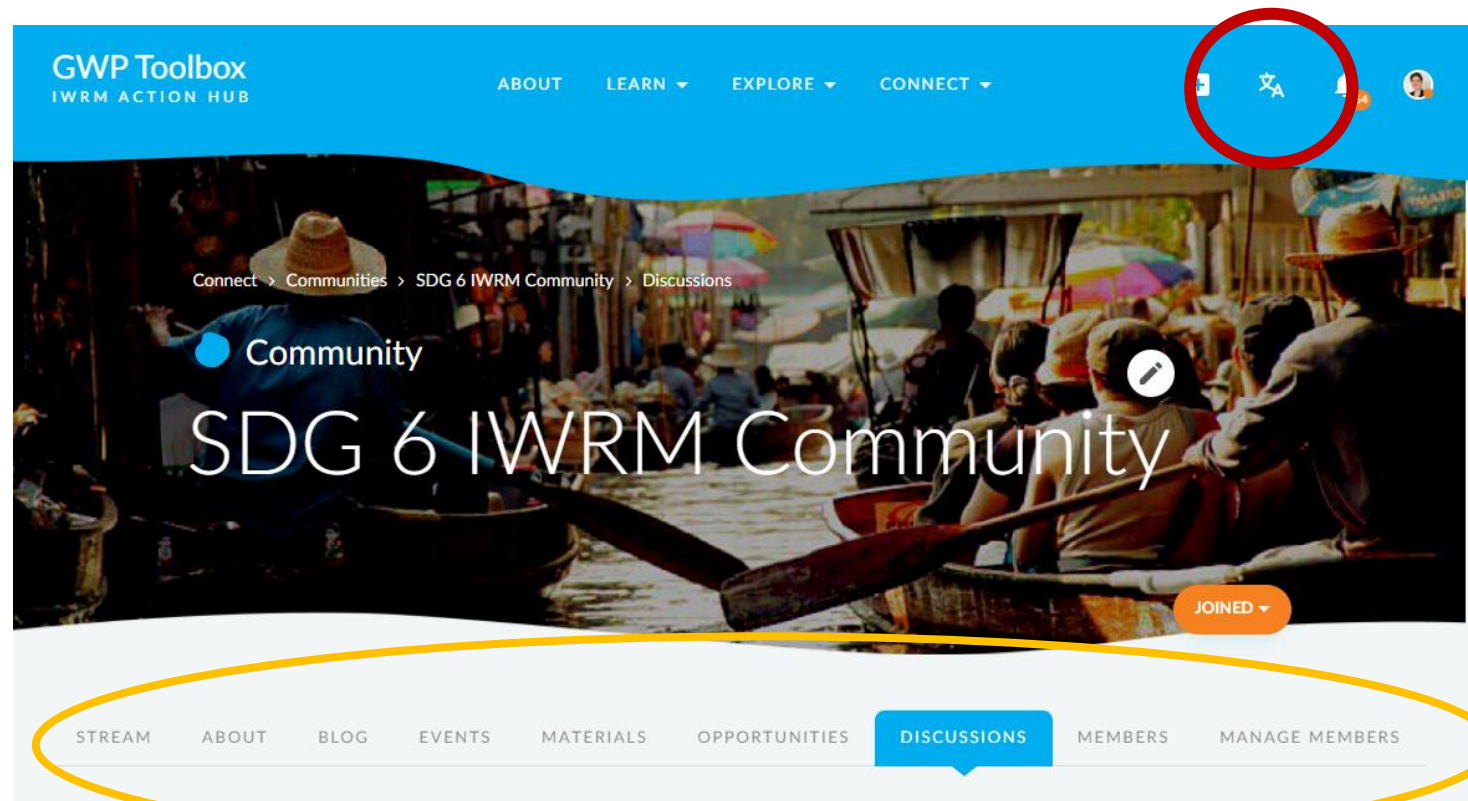 GWP Toolbox
IWRM ACTION HUB
ABOUT LEARN EXPLORE CONNECT
Connect > Communities > SDG 6 IWRM Community > Discussions
Community
SDG 6 IWRM Community
JOINED
STREAM ABOUT BLOG EVENTS MATERIALS OPPORTUNITIES DISCUSSIONS MEMBERS MANAGE MEMBERS